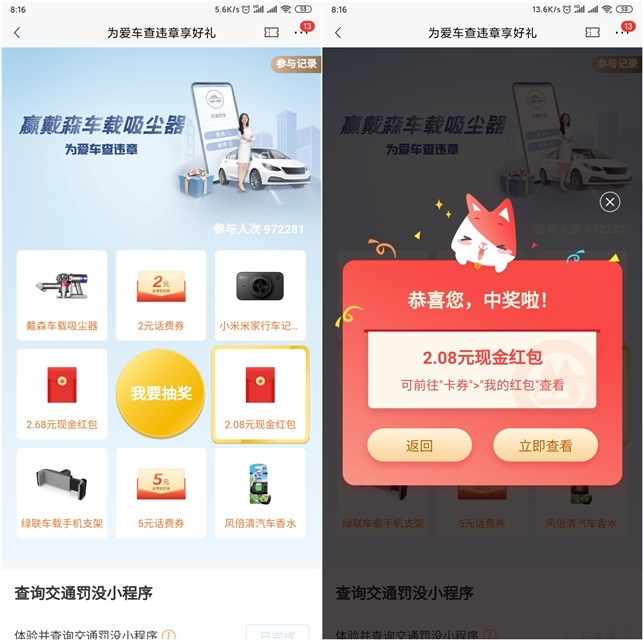 8:16
5.6K/s
53
为爱车查违章享好礼
13
参与记录
赢戴森车载吸尘器
为爱车查违章
参与人次 972281
戴森车载吸尘器
2元
2元话费券
小米米家行车记...
2.68元现金红包
我要抽奖
2.08元现金红包
绿联车载手机支架
5元
5元话费券
风倍清汽车香水
查询交通罚没小程序
体验并查询交通罚没小程序
已完成
8:16
13.6K/s
53
为爱车查违章享好礼
13
参与记录
赢戴森车载吸尘器
为爱车查违章
参与人次 972281
恭喜您，中奖啦！
2.08元现金红包
可前往"卡券">"我的红包"查看
返回
立即查看
绿联车载手机支架
5元话费券
风倍清汽车香水
查询交通罚没小程序
体验并查询交通罚没小程序